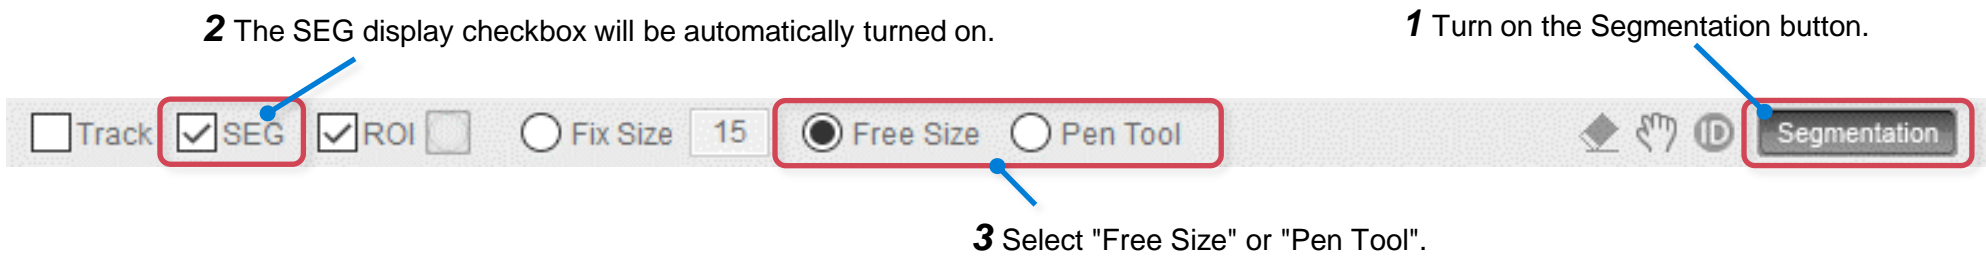 2 The SEG display checkbox will be automatically turned on.
1 Turn on the Segmentation button.
Track SEG ROI Fix Size 15 Free Size Pen Tool ID Segmentation
3 Select "Free Size" or "Pen Tool".